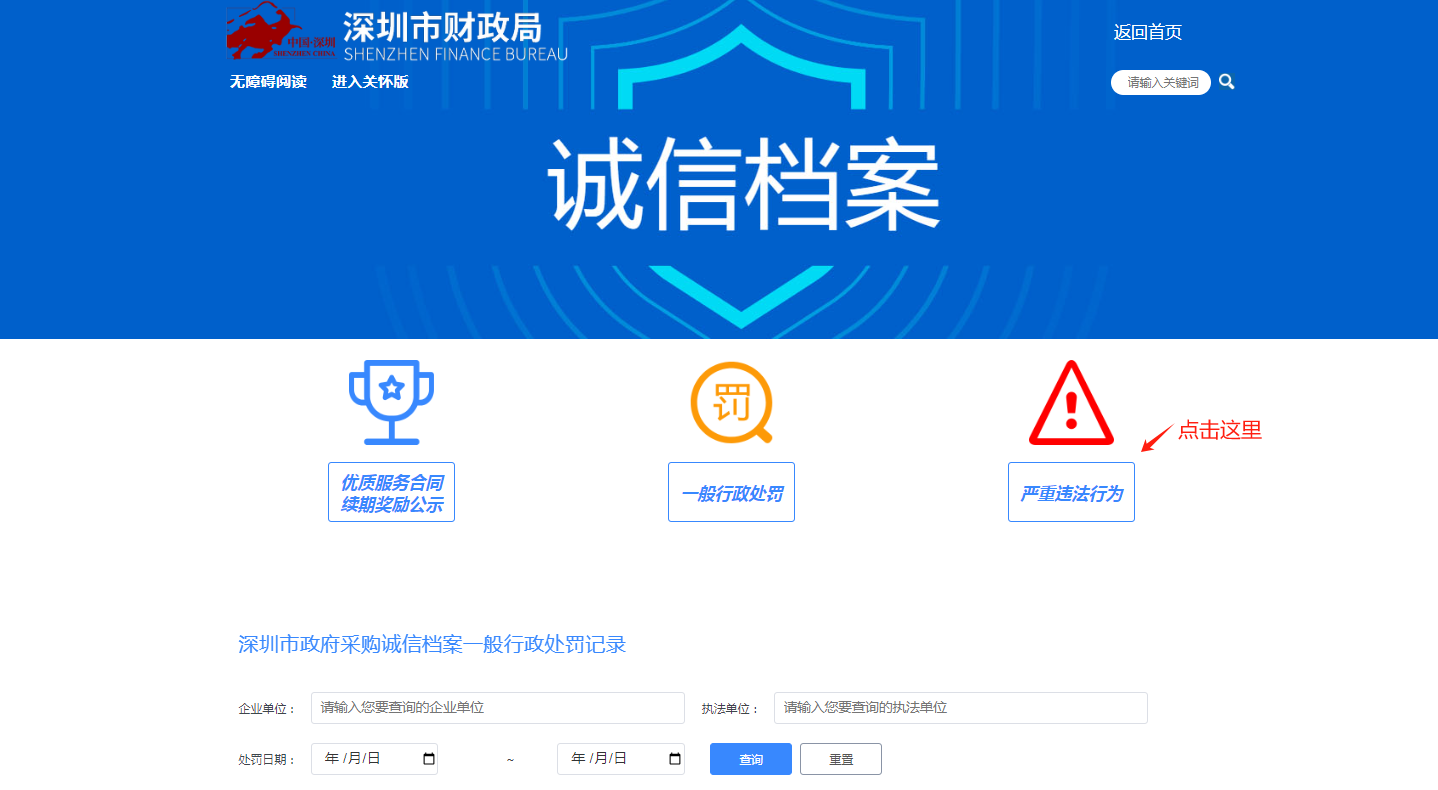 中国·深圳
SHENZHEN CHINA
深圳市财政局
SHENZHEN FINANCE BUREAU
返回首页
无障碍阅读
进入关怀版
请输入关键词
诚信档案
罚
点击这里
优质服务合同
续期奖励公示
一般行政处罚
严重违法行为
深圳市政府采购诚信档案一般行政处罚记录
企业单位：
请输入您要查询的企业单位
执法单位：
请输入您要查询的执法单位
处罚日期：
年 /月/日
~
年 /月/日
查询
重置